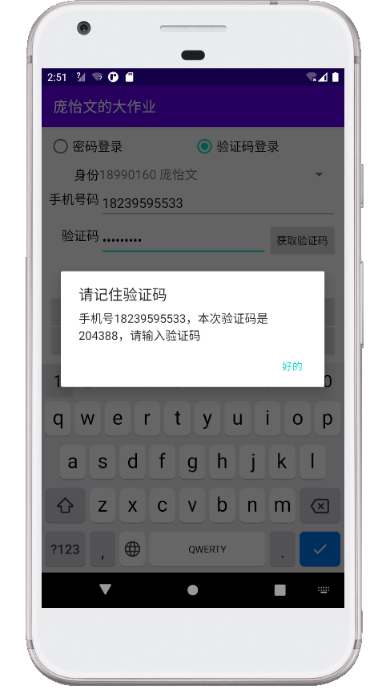 2:51
庞怡文的大作业
密码登录
验证码登录
身份18990160 庞怡文
手机号码 18239595533
验证码 •••••••••
获取验证码
请记住验证码
手机号18239595533，本次验证码是
204388，请输入验证码
好的
1
0
q w e r t y u i o p
a s d f g h j k l
z x c v b n m
?123 , QWERTY .